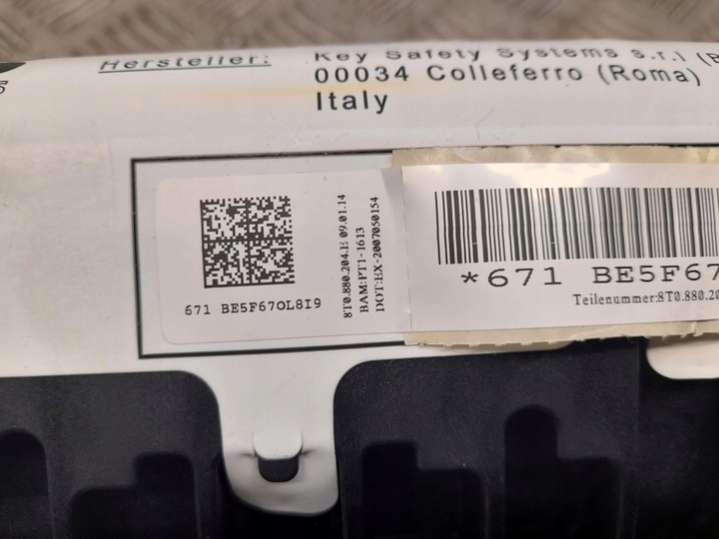 Hersteller: Key Safety Systems s.r.l (
00034 Colleferro (Roma)
Italy
671 BE5F67OL8I9
8T0.880.204.E 09.01.14
BAM:PT1-1613
DOT:EX-2007050154
*671 BE5F67
Teilenummer:8T0.880.20
5